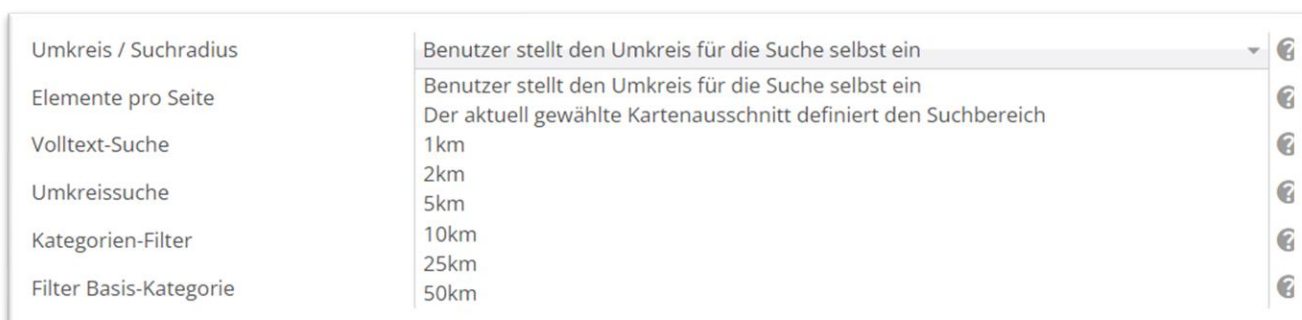 Umkreis / Suchradius
Benutzer stellt den Umkreis für die Suche selbst ein
Benutzer stellt den Umkreis für die Suche selbst ein
Elemente pro Seite
Der aktuell gewählte Kartenausschnitt definiert den Suchbereich
Volltext-Suche
1km
2km
Umkreissuche
5km
Kategorien-Filter
10km
25km
Filter Basis-Kategorie
50km